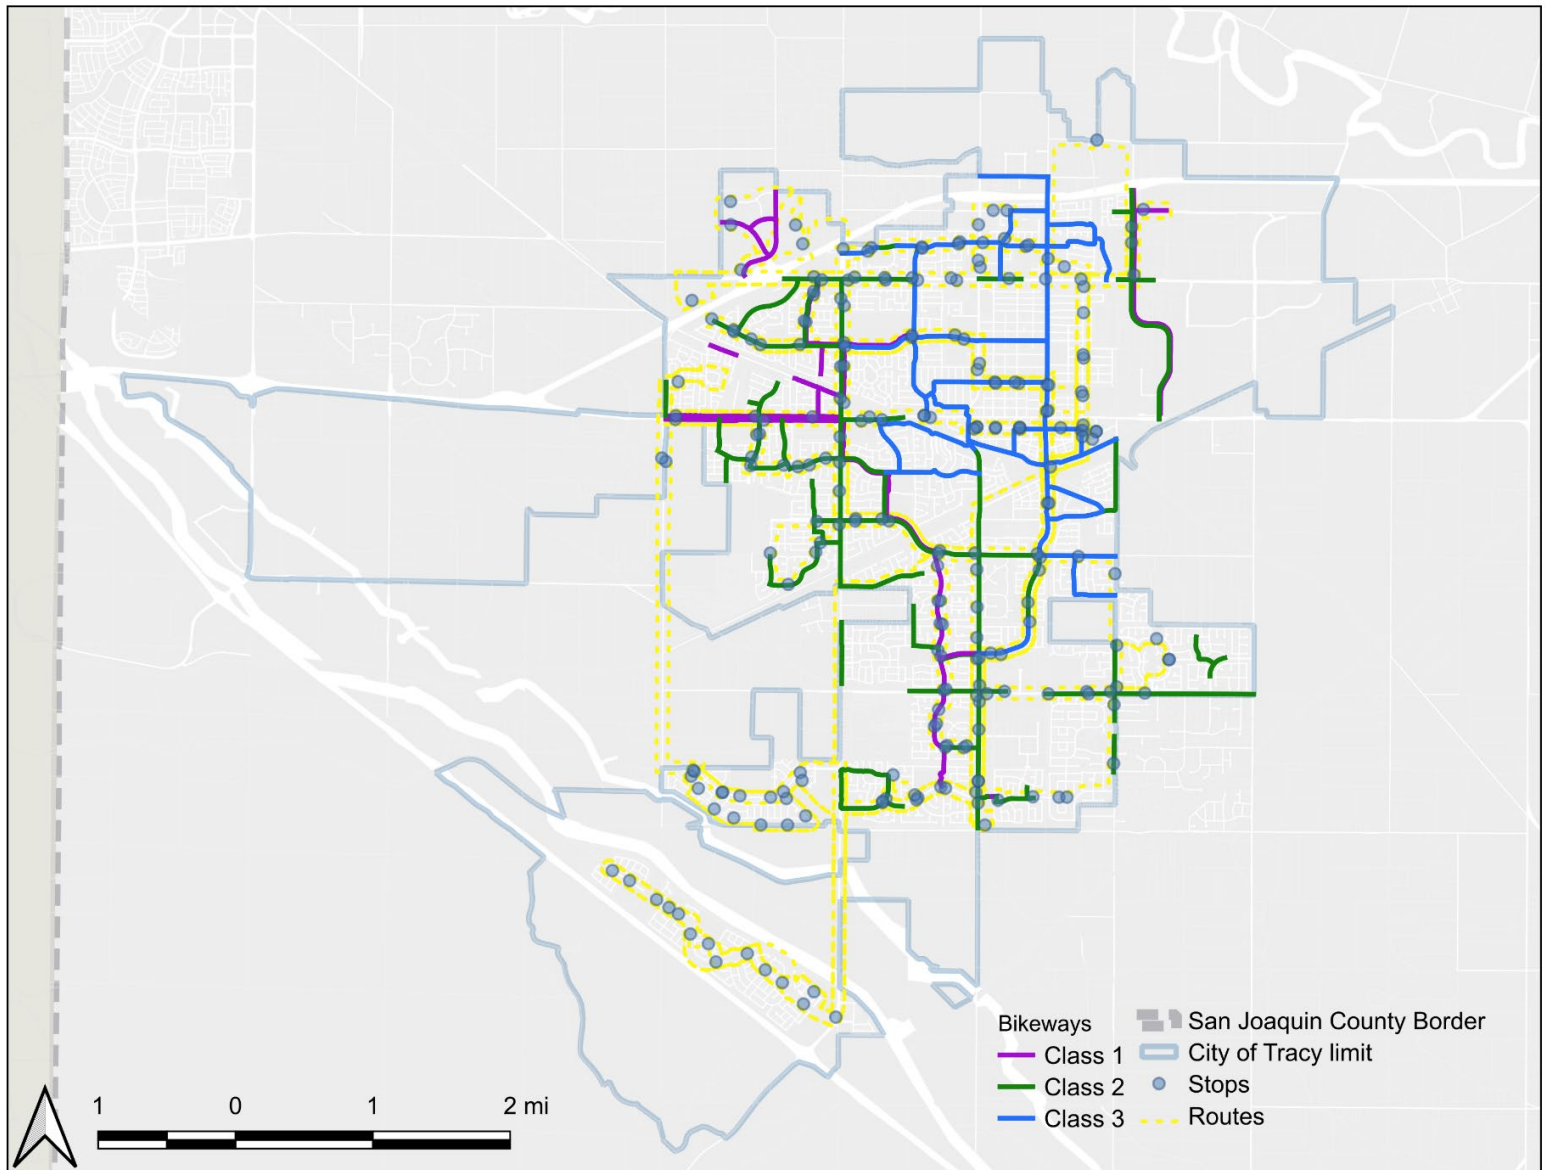 Bikeways
Class 1
Class 2
Class 3
San Joaquin County Border
City of Tracy limit
Stops
Routes
1 0 1 2 mi